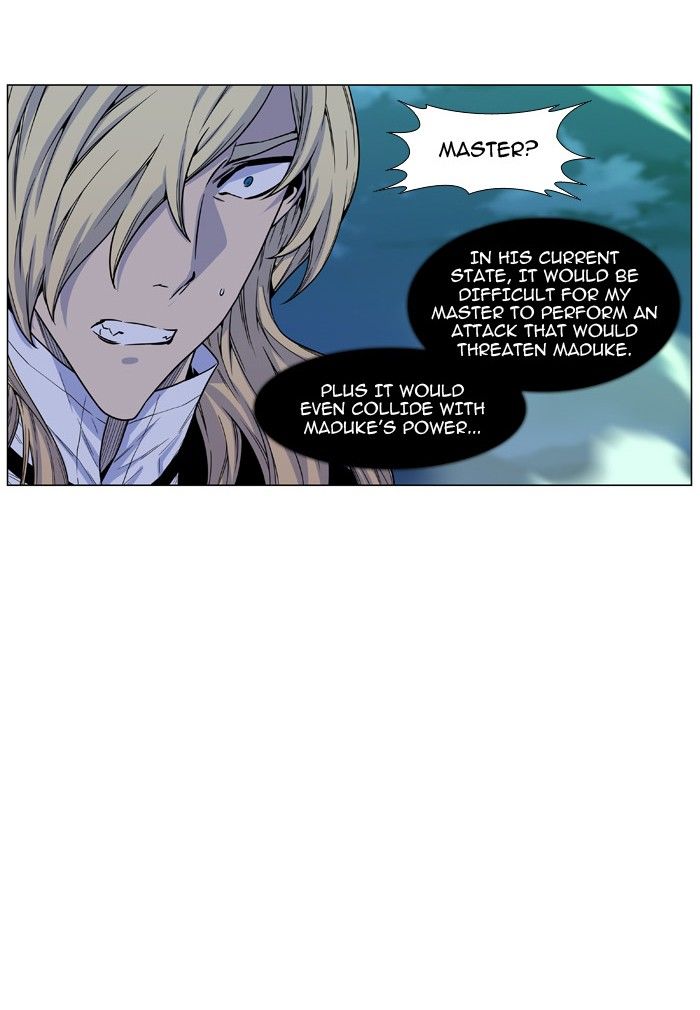 MASTER?
IN HIS CURRENT
STATE, IT WOULD BE
DIFFICULT FOR MY
MASTER TO PERFORM AN
ATTACK THAT WOULD
THREATEN MADUKE.
PLUS IT WOULD
EVEN COLLIDE WITH
MADUKE'S POWER...